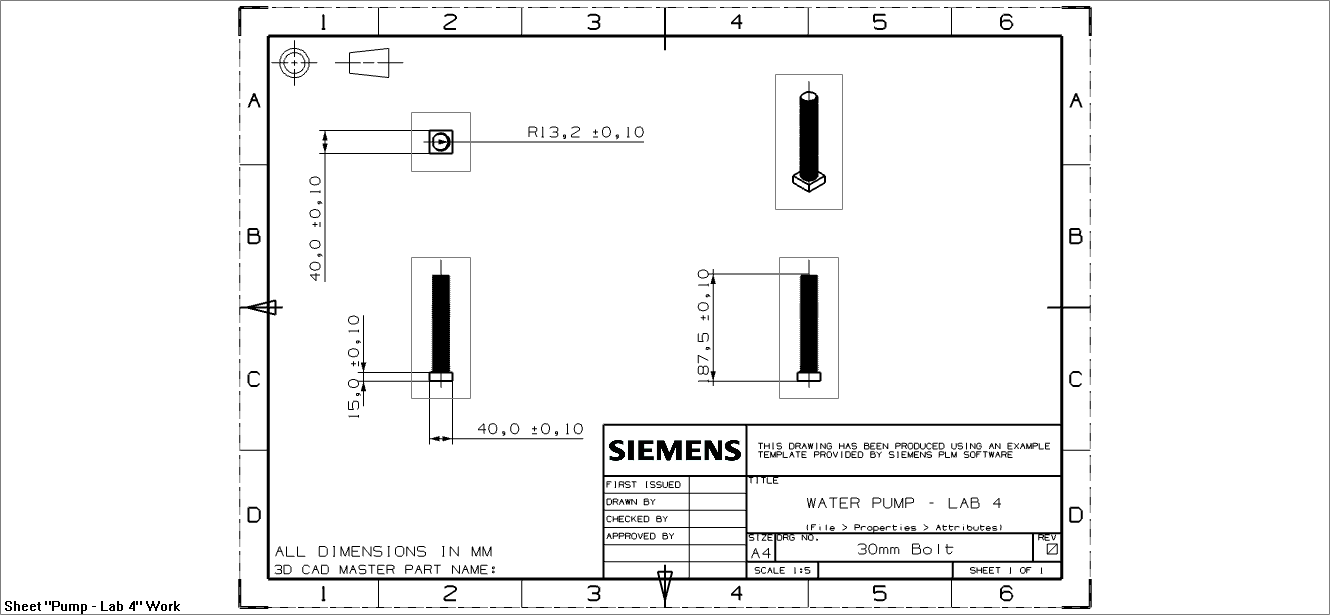 1 2 3 4 5 6
A A
R13,2 ±0,10
40,0 ±0,10
B B
187,5 ±0,10
15,0 ±0,10
C C
40,0 ±0,10
SIEMENS
THIS DRAWING HAS BEEN PRODUCED USING AN EXAMPLE
TEMPLATE PROVIDED BY SIEMENS PLM SOFTWARE
FIRST ISSUED
DRAWN BY
CHECKED BY
APPROVED BY
TITLE
WATER PUMP - LAB 4
(File > Properties > Attributes)
D D
SIZE
A4
DRG NO.
30mm Bolt
REV
SCALE 1:5
SHEET 1 OF 1
ALL DIMENSIONS IN MM
3D CAD MASTER PART NAME:
1 2 3 4 5 6
Sheet "Pump - Lab 4" Work